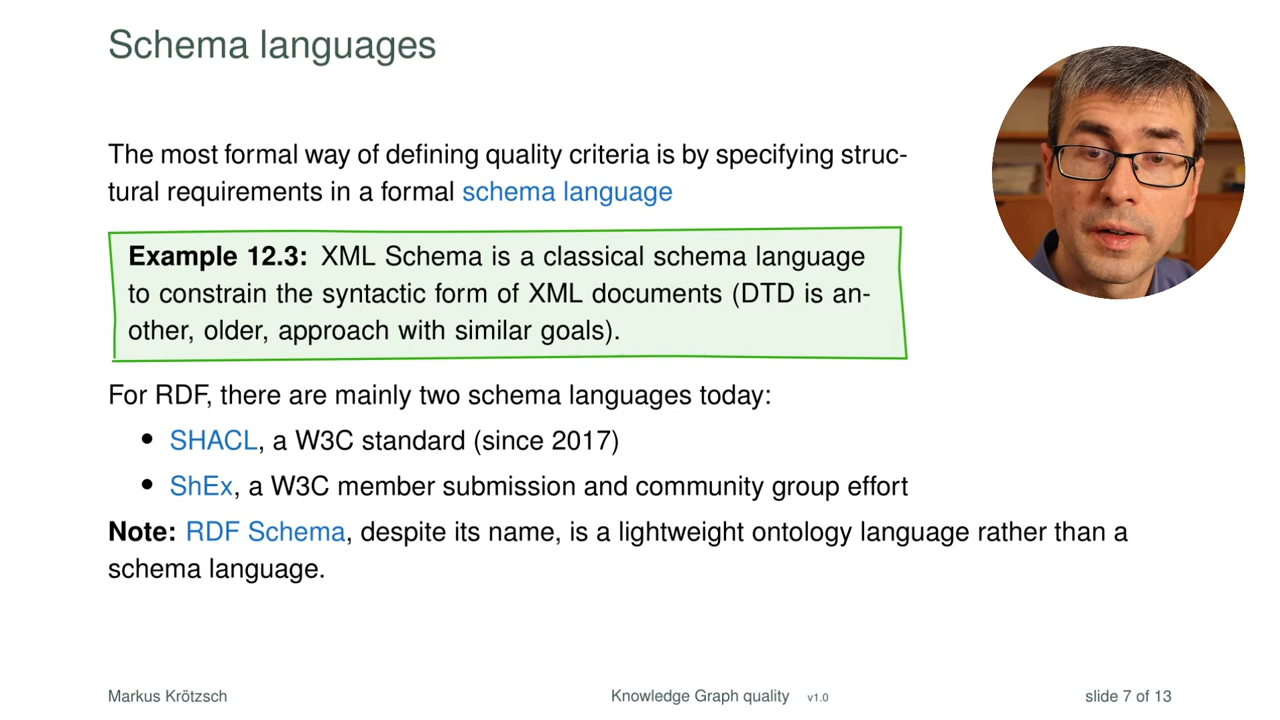 Schema languages
The most formal way of defining quality criteria is by specifying struc-
tural requirements in a formal schema language
Example 12.3: XML Schema is a classical schema language
to constrain the syntactic form of XML documents (DTD is an-
other, older, approach with similar goals).
For RDF, there are mainly two schema languages today:
• SHACL, a W3C standard (since 2017)
• ShEx, a W3C member submission and community group effort
Note: RDF Schema, despite its name, is a lightweight ontology language rather than a
schema language.
Markus Krötzsch Knowledge Graph quality v1.0 slide 7 of 13